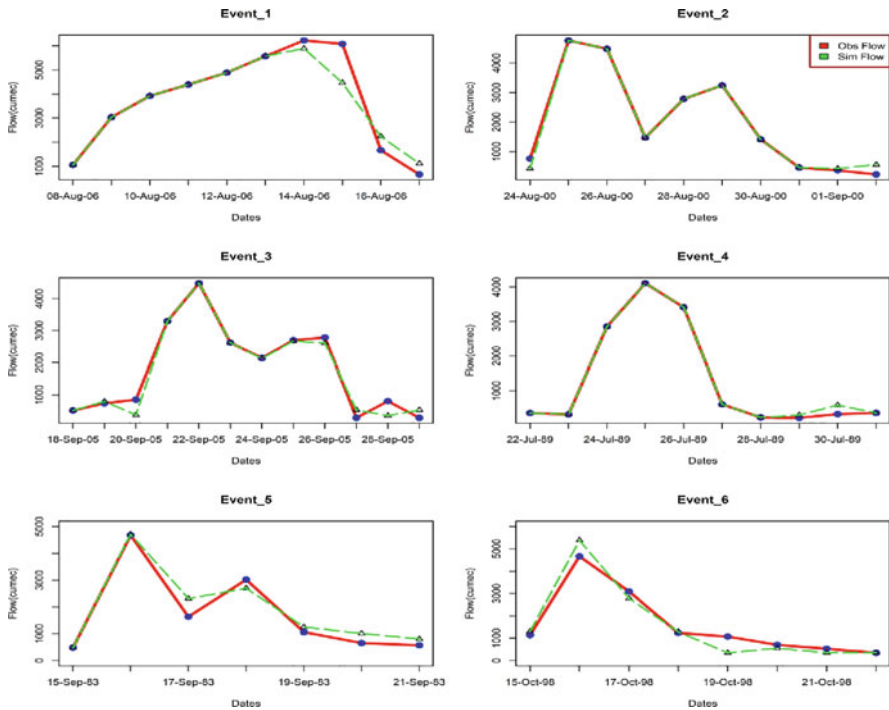 Event_1
Flow(cumec)
5000
3000
1000
08-Aug-06 10-Aug-06 12-Aug-06 14-Aug-06 16-Aug-06
Dates
Event_2
Obs Flow
Sim Flow
Flow(cumec)
4000
3000
2000
1000
24-Aug-00 26-Aug-00 28-Aug-00 30-Aug-00 01-Sep-00
Dates
Event_3
Flow(cumec)
4000
3000
2000
1000
18-Sep-05 20-Sep-05 22-Sep-05 24-Sep-05 26-Sep-05 28-Sep-05
Dates
Event_4
Flow(cumec)
4000
3000
2000
1000
22-Jul-89 24-Jul-89 26-Jul-89 28-Jul-89 30-Jul-89
Dates
Event_5
Flow(cumec)
5000
3000
1000
0
15-Sep-83 17-Sep-83 19-Sep-83 21-Sep-83
Dates
Event_6
Flow(cumec)
5000
3000
1000
0
15-Oct-98 17-Oct-98 19-Oct-98 21-Oct-98
Dates